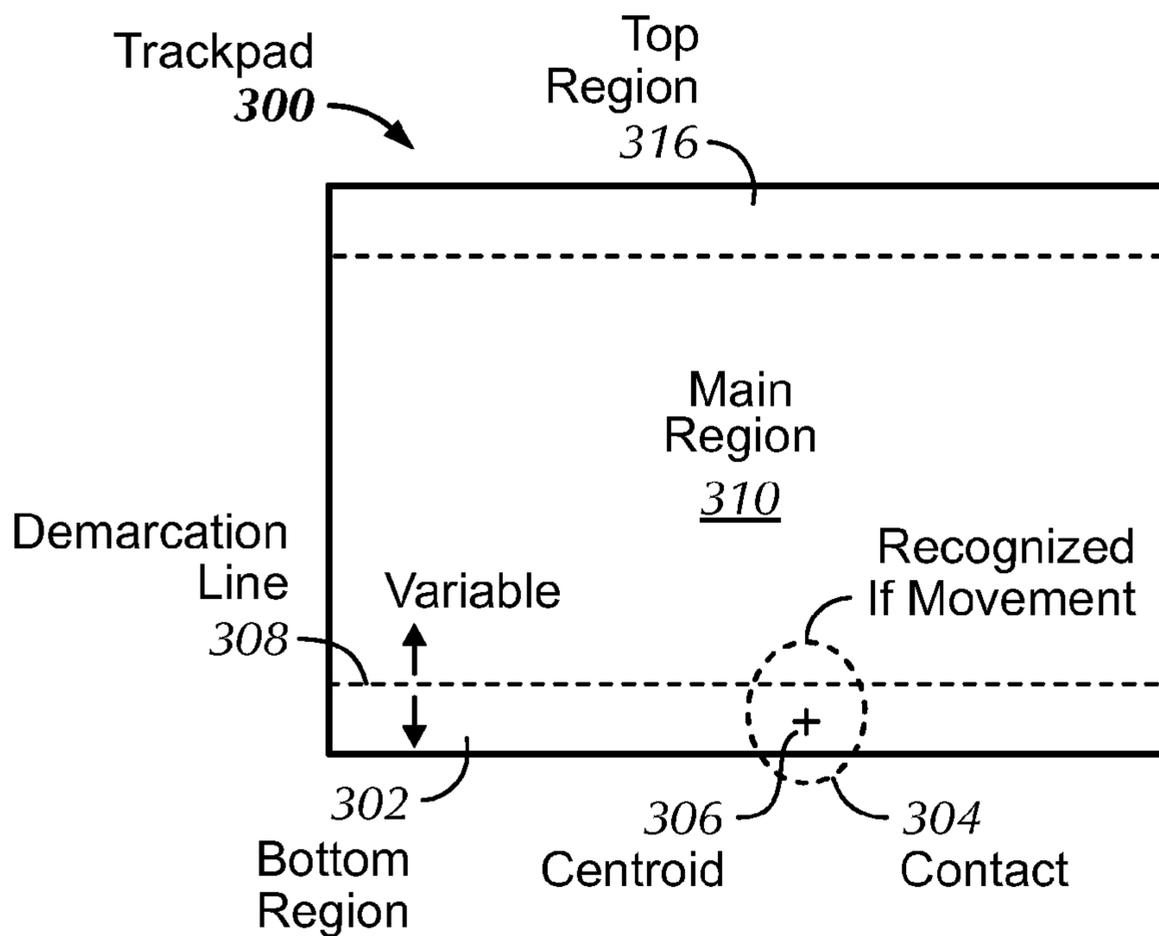 Trackpad
300
Top
Region
316
Main
Region
310
Demarcation
Line
308
Variable
Recognized
If Movement
302
Bottom
Region
306
Centroid
304
Contact